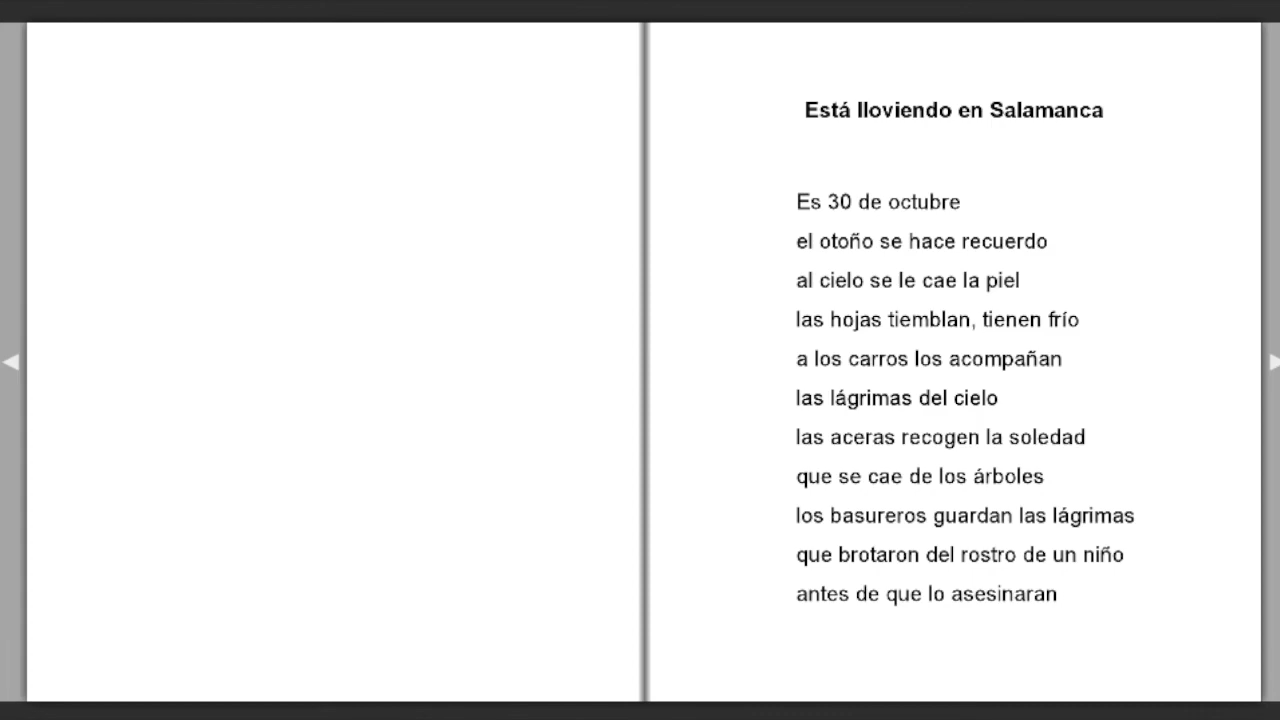 Está lloviendo en Salamanca
Es 30 de octubre
el otoño se hace recuerdo
al cielo se le cae la piel
las hojas tiemblan, tienen frío
a los carros los acompañan
las lágrimas del cielo
las aceras recogen la soledad
que se cae de los árboles
los basureros guardan las lágrimas
que brotaron del rostro de un niño
antes de que lo asesinaran